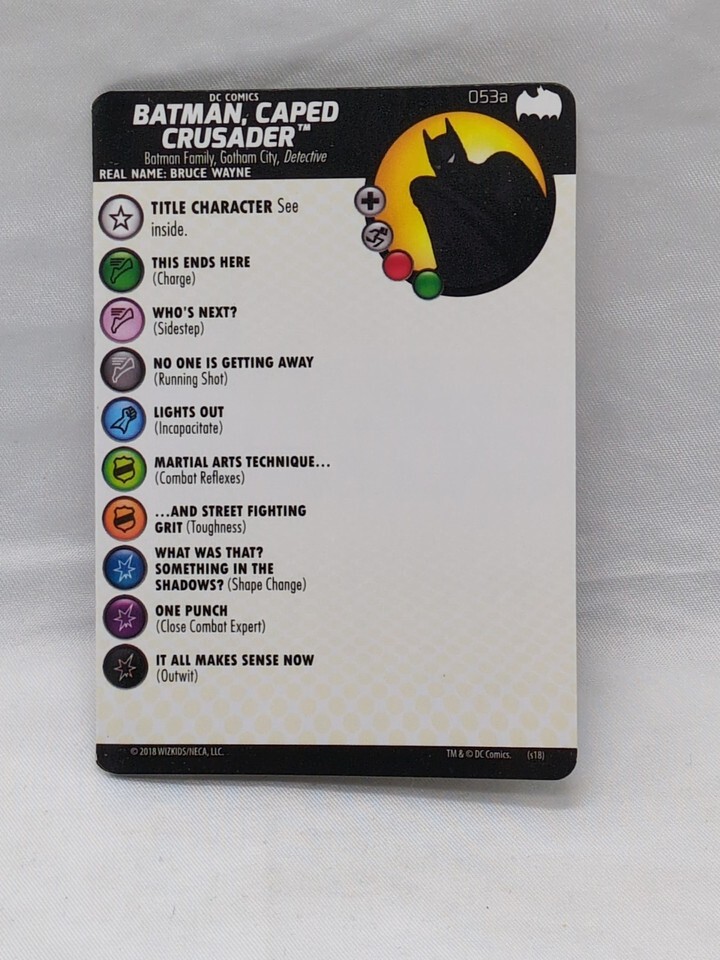 DC COMICS
053a
BATMAN, CAPED
CRUSADER™
Batman Family, Gotham City, Detective
REAL NAME: BRUCE WAYNE
TITLE CHARACTER See
inside.
THIS ENDS HERE
(Charge)
WHO'S NEXT?
(Sidestep)
NO ONE IS GETTING AWAY
(Running Shot)
LIGHTS OUT
(Incapacitate)
MARTIAL ARTS TECHNIQUE...
(Combat Reflexes)
...AND STREET FIGHTING
GRIT (Toughness)
WHAT WAS THAT?
SOMETHING IN THE
SHADOWS? (Shape Change)
ONE PUNCH
(Close Combat Expert)
IT ALL MAKES SENSE NOW
(Outwit)
© 2018 WIZKIDS/NECA, LLC.
TM & © DC Comics. (s18)